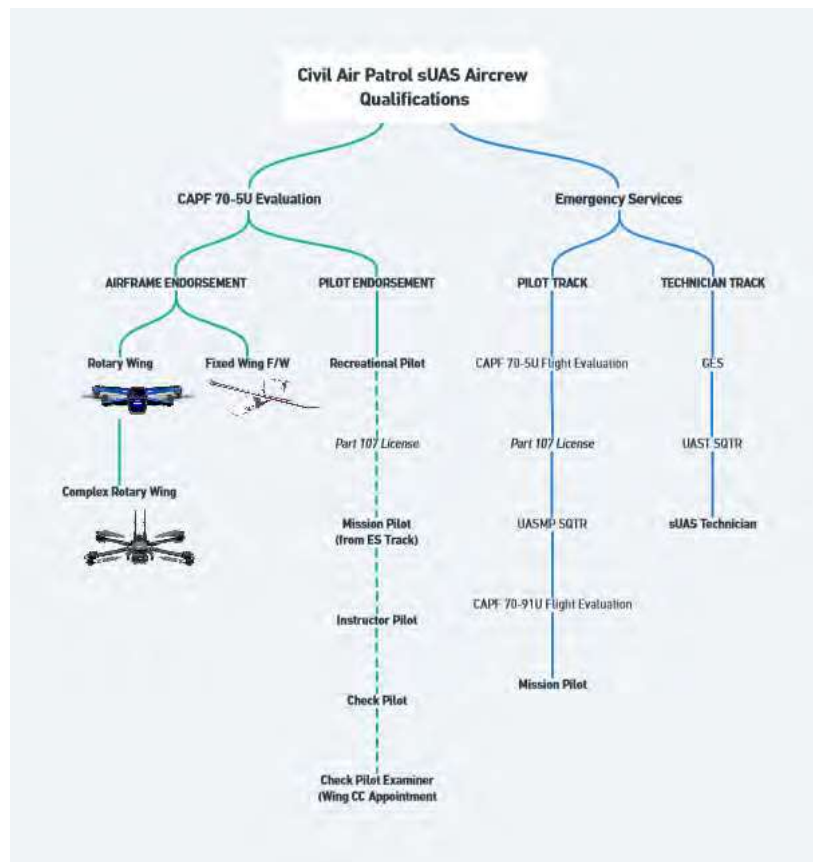 Civil Air Patrol sUAS Aircrew
Qualifications
CAPF 70-5U Evaluation
Emergency Services
AIRFRAME ENDORSEMENT
PILOT ENDORSEMENT
PILOT TRACK
TECHNICIAN TRACK
Rotary Wing
Fixed Wing F/W
Recreational Pilot
CAPF 70-5U Flight Evaluation
GES
Part 107 License
Part 107 License
UAST SQTR
Complex Rotary Wing
Mission Pilot
(from ES Track)
UASMP SQTR
sUAS Technician
Instructor Pilot
CAPF 70-91U Flight Evaluation
Check Pilot
Mission Pilot
Check Pilot Examiner
(Wing CC Appointment